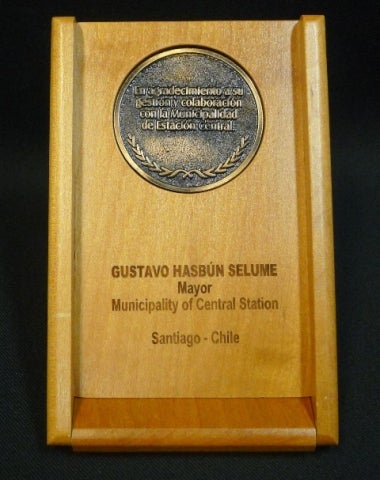 En agradecimiento a su
gestión y colaboración
con la Municipalidad
de Estación Central.
GUSTAVO HASBÚN SELUME
Mayor
Municipality of Central Station
Santiago - Chile